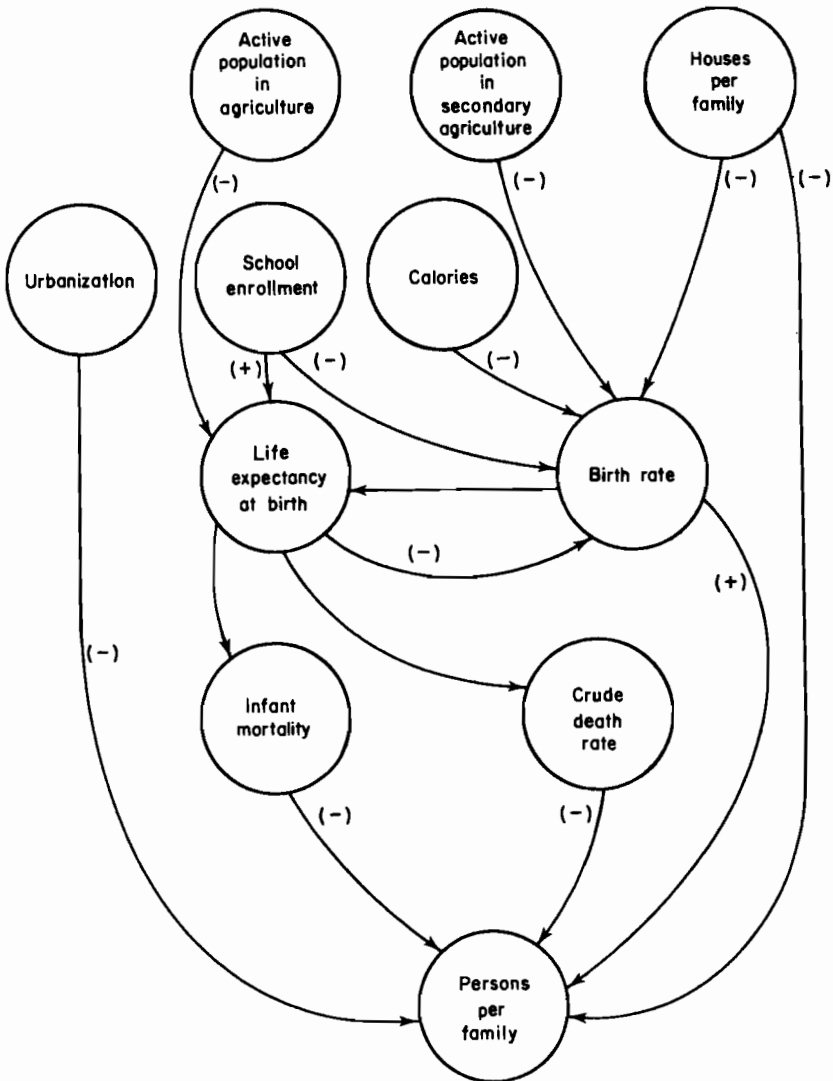 Active
population
in
agriculture
Active
population
in
secondary
agriculture
Houses
per
family
(-)
(-)
(-)
(-)
Urbanization
School
enrollment
Calories
(+)
(-)
(-)
Life
expectancy
at birth
Birth rate
(-)
(+)
(-)
Infant
mortality
Crude
death
rate
(-)
(-)
Persons
per
family